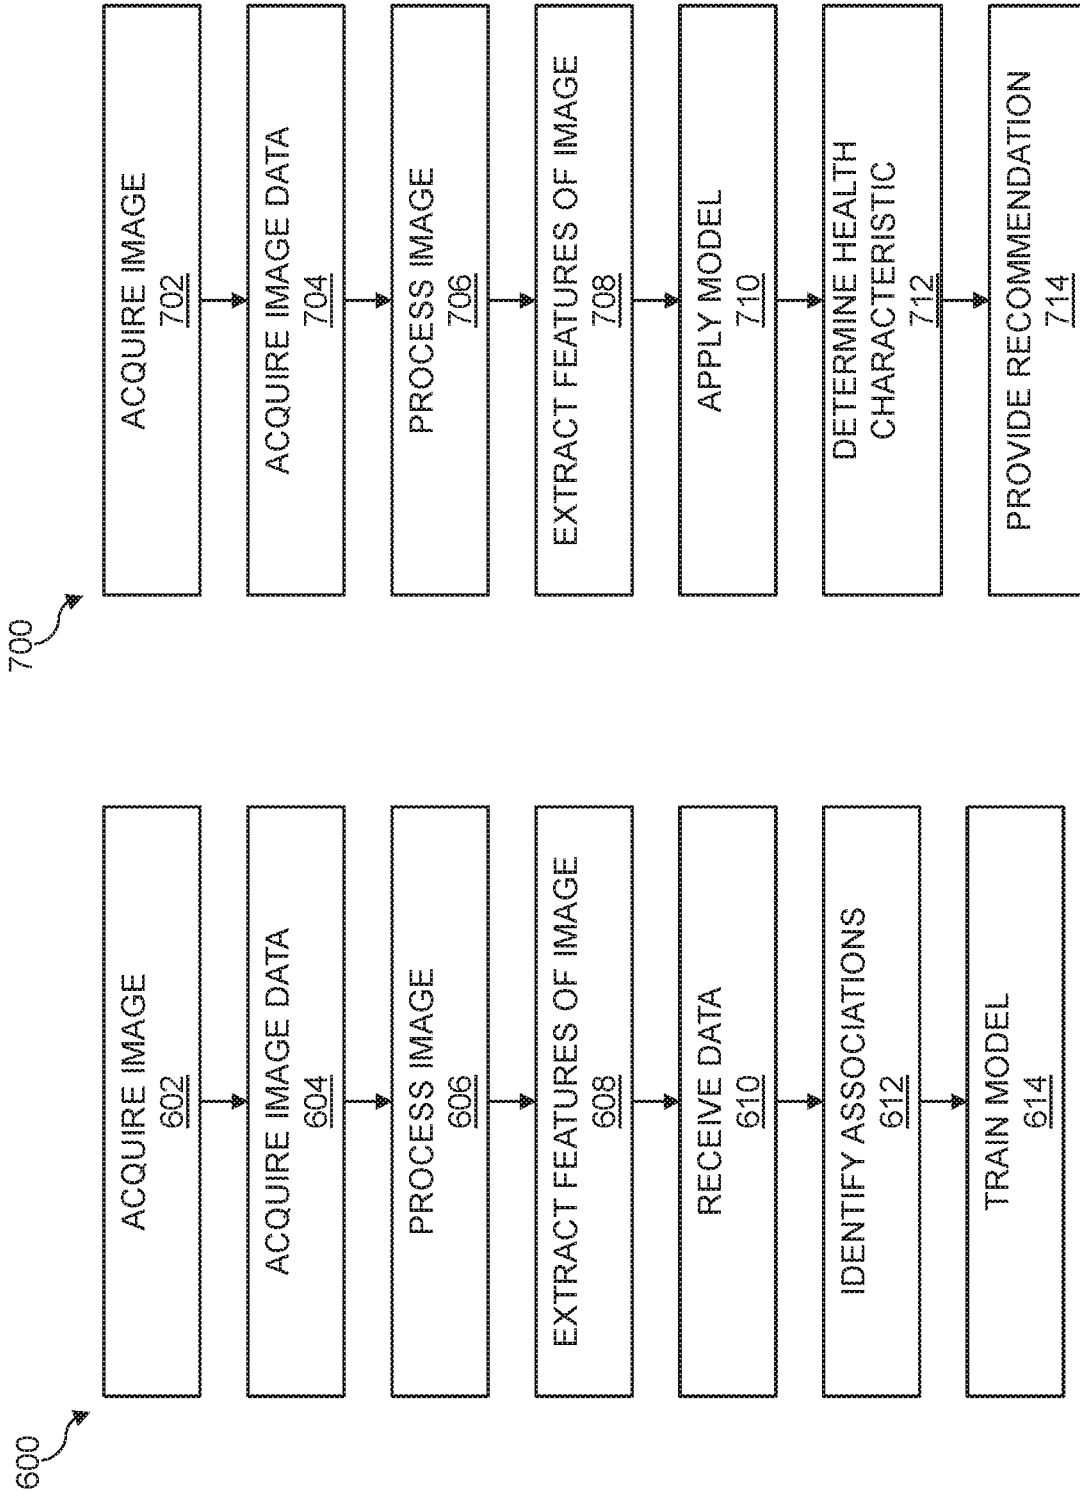 600
ACQUIRE IMAGE
602
ACQUIRE IMAGE DATA
604
PROCESS IMAGE
606
EXTRACT FEATURES OF IMAGE
608
RECEIVE DATA
610
IDENTIFY ASSOCIATIONS
612
TRAIN MODEL
614
700
ACQUIRE IMAGE
702
ACQUIRE IMAGE DATA
704
PROCESS IMAGE
706
EXTRACT FEATURES OF IMAGE
708
APPLY MODEL
710
DETERMINE HEALTH
CHARACTERISTIC
712
PROVIDE RECOMMENDATION
714